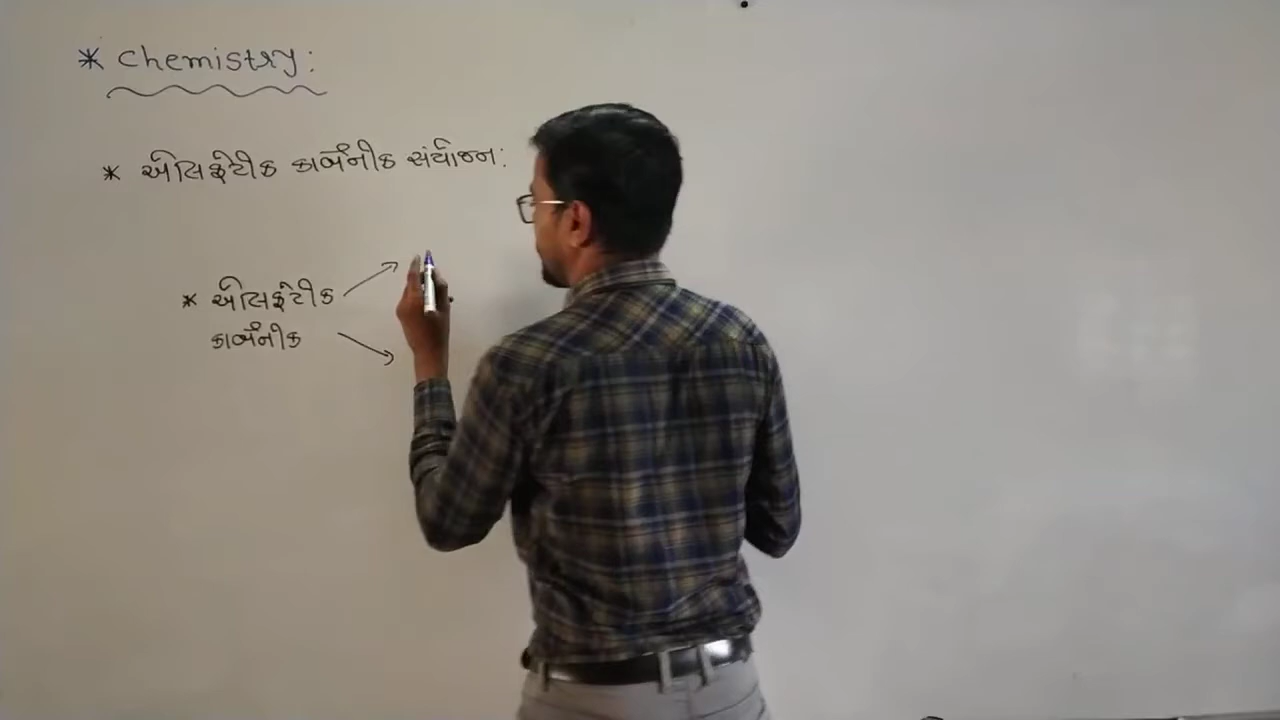 * Chemistry:
* એલિફેટીક કાર્બનીક સંયોજન:
* એલિફેટીક
કાર્બનીક